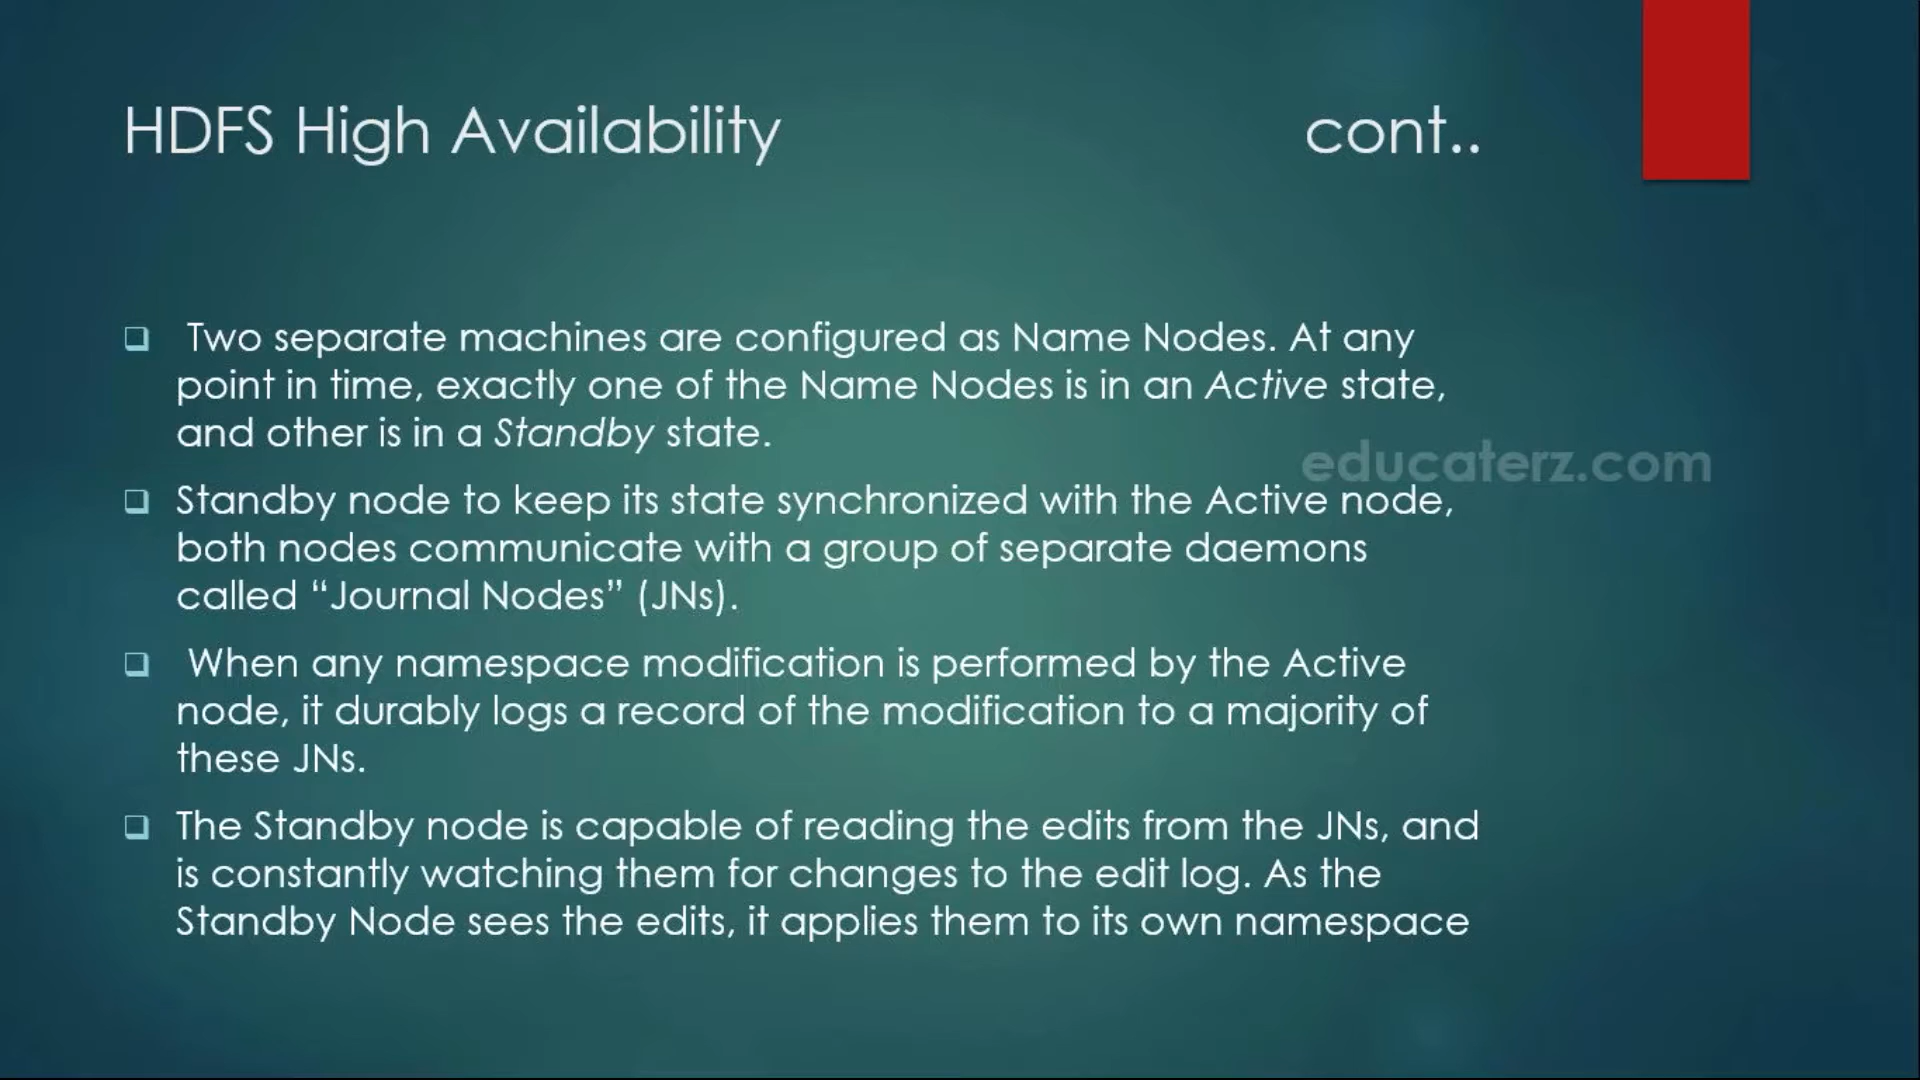 HDFS High Availability cont..
Two separate machines are configured as Name Nodes. At any
point in time, exactly one of the Name Nodes is in an Active state,
and other is in a Standby state.
educaterz.com
Standby node to keep its state synchronized with the Active node,
both nodes communicate with a group of separate daemons
called “Journal Nodes” (JNs).
When any namespace modification is performed by the Active
node, it durably logs a record of the modification to a majority of
these JNs.
The Standby node is capable of reading the edits from the JNs, and
is constantly watching them for changes to the edit log. As the
Standby Node sees the edits, it applies them to its own namespace